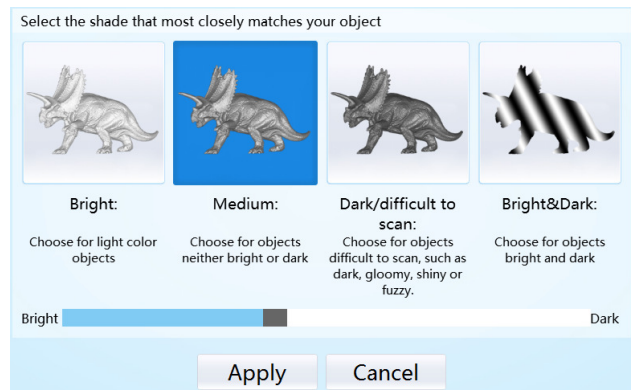 Select the shade that most closely matches your object
Bright:
Choose for light color
objects
Medium:
Choose for objects
neither bright or dark
Dark/difficult to
scan:
Choose for objects
difficult to scan, such as
dark, gloomy, shiny or
fuzzy.
Bright&Dark:
Choose for objects
bright and dark
Bright
Dark
Apply
Cancel